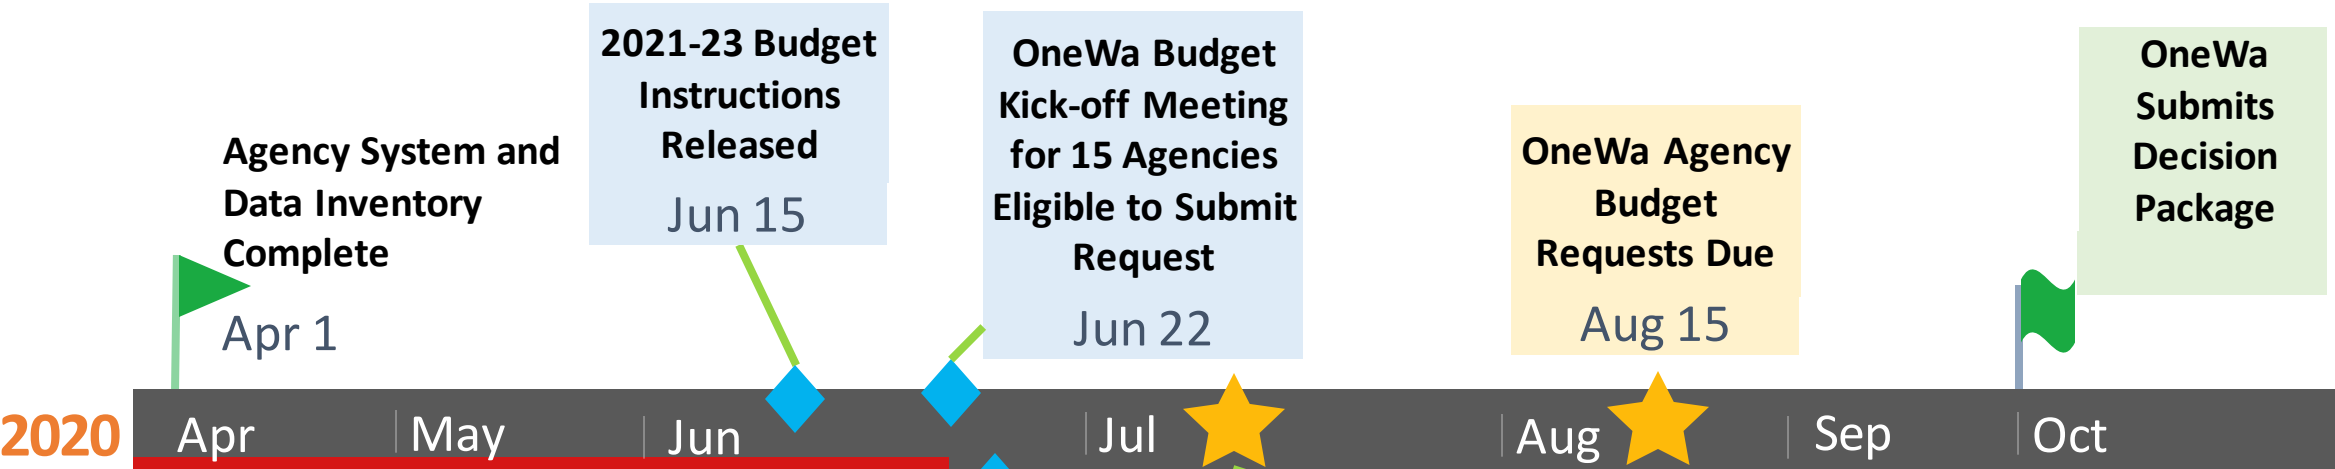 Agency System and
Data Inventory
Complete
Apr 1
2021-23 Budget
Instructions
Released
Jun 15
OneWa Budget
Kick-off Meeting
for 15 Agencies
Eligible to Submit
Request
Jun 22
OneWa Agency
Budget
Requests Due
Aug 15
OneWa
Submits
Decision
Package
2020 Apr May Jun Jul Aug Sep Oct